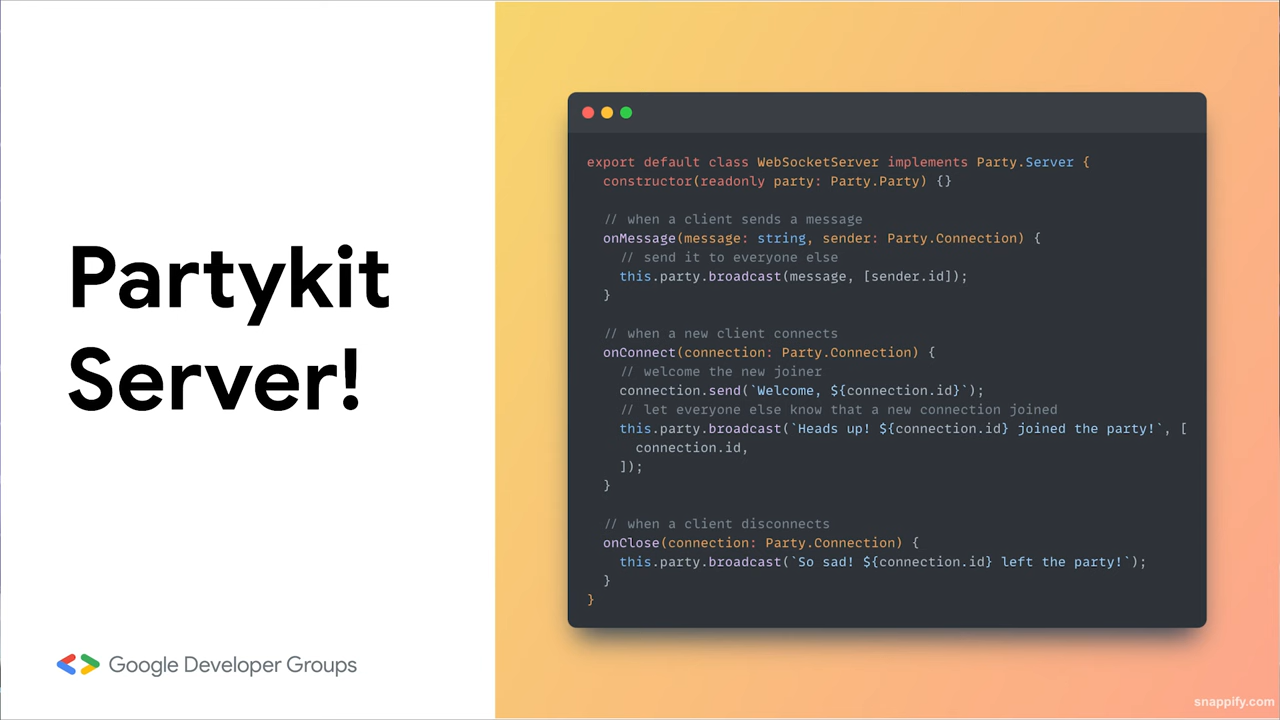 Partykit
Server!
Google Developer Groups
export default class WebSocketServer implements Party.Server {
  constructor(readonly party: Party.Party) {}

  // when a client sends a message
  onMessage(message: string, sender: Party.Connection) {
    // send it to everyone else
    this.party.broadcast(message, [sender.id]);
  }

  // when a new client connects
  onConnect(connection: Party.Connection) {
    // welcome the new joiner
    connection.send(`Welcome, ${connection.id}`);
    // let everyone else know that a new connection joined
    this.party.broadcast(`Heads up! ${connection.id} joined the party!`, [
      connection.id,
    ]);
  }

  // when a client disconnects
  onClose(connection: Party.Connection) {
    this.party.broadcast(`So sad! ${connection.id} left the party!`);
  }
}
snappify.com